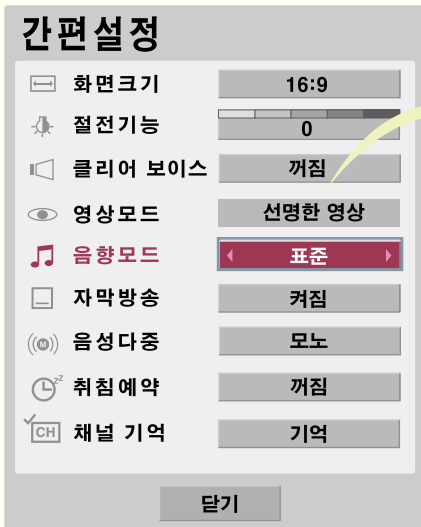 간편설정
화면크기 16:9
절전기능 0
클리어 보이스 꺼짐
영상모드 선명한 영상
음향모드 표준
자막방송 켜짐
음성다중 모노
취침예약 꺼짐
채널 기억 기억
닫기